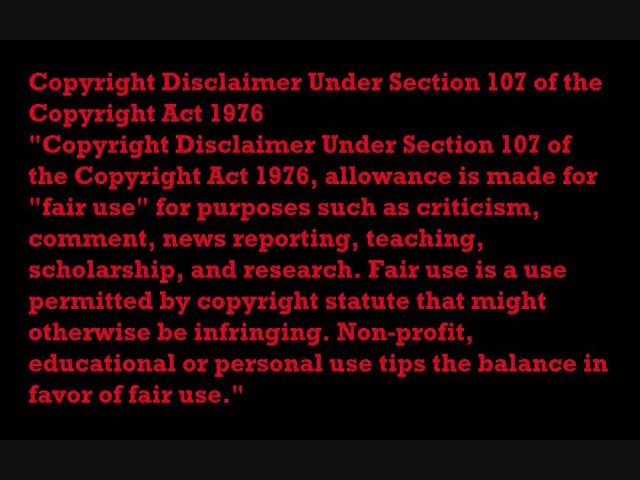 Copyright Disclaimer Under Section 107 of the
Copyright Act 1976
"Copyright Disclaimer Under Section 107 of
the Copyright Act 1976, allowance is made for
"fair use" for purposes such as criticism,
comment, news reporting, teaching,
scholarship, and research. Fair use is a use
permitted by copyright statute that might
otherwise be infringing. Non-profit,
educational or personal use tips the balance in
favor of fair use."